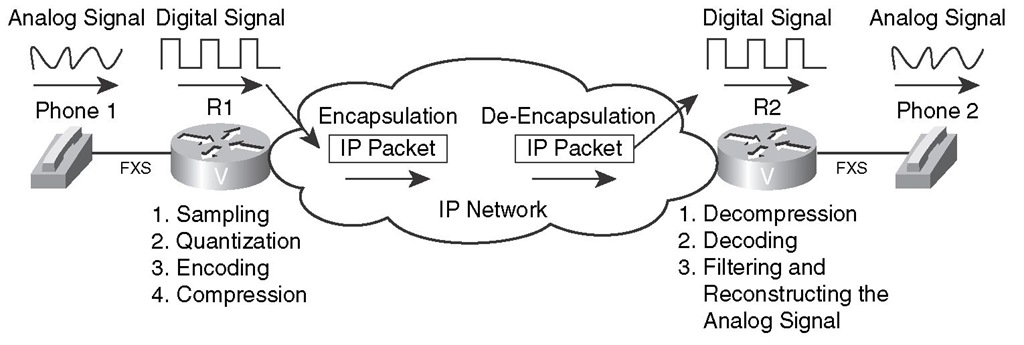 Analog Signal
Digital Signal
Digital Signal
Analog Signal
Phone 1
R1
R2
Phone 2
Encapsulation
De-Encapsulation
IP Packet
IP Packet
FXS
V
V
FXS
IP Network
1. Sampling
2. Quantization
3. Encoding
4. Compression
1. Decompression
2. Decoding
3. Filtering and
Reconstructing the
Analog Signal